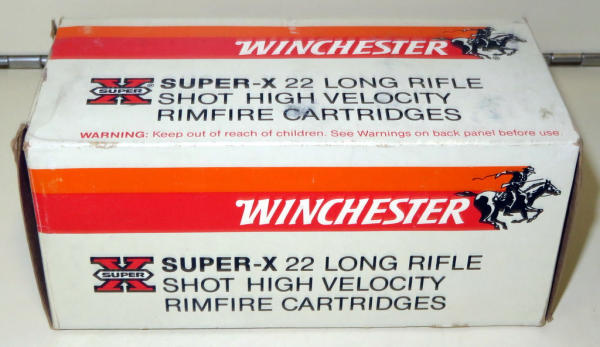 WINCHESTER
X SUPER
®
SUPER-X 22 LONG RIFLE
SHOT HIGH VELOCITY
RIMFIRE CARTRIDGES
WARNING: Keep out of reach of children. See Warnings on back panel before use.
WINCHESTER
X SUPER
SUPER-X 22 LONG RIFLE
SHOT HIGH VELOCITY
RIMFIRE CARTRIDGES